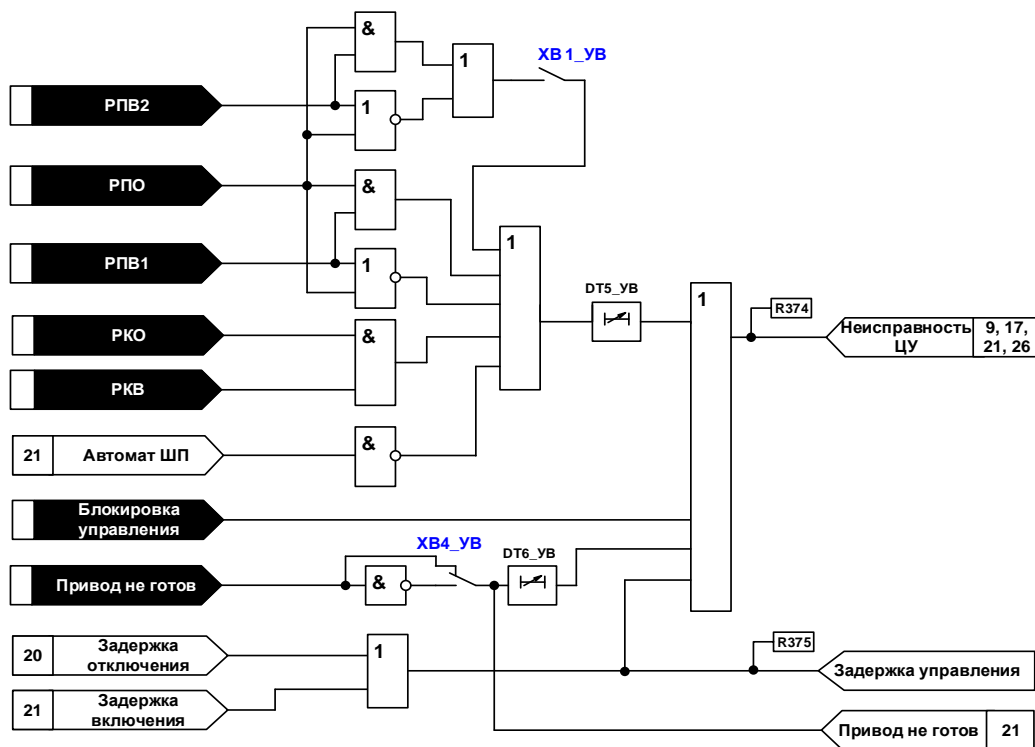 &
1
ХВ1_УВ
РПВ2
1
РПО
&
1
РПВ1
1
DT5_УВ
1
R374
РКО
&
Неисправность
ЦУ
9, 17,
21, 26
РКВ
21 Автомат ШП
&
Блокировка
управления
ХВ4_УВ
DT6_УВ
Привод не готов
&
20
Задержка
отключения
1
R375
Задержка управления
21
Задержка
включения
Привод не готов 21